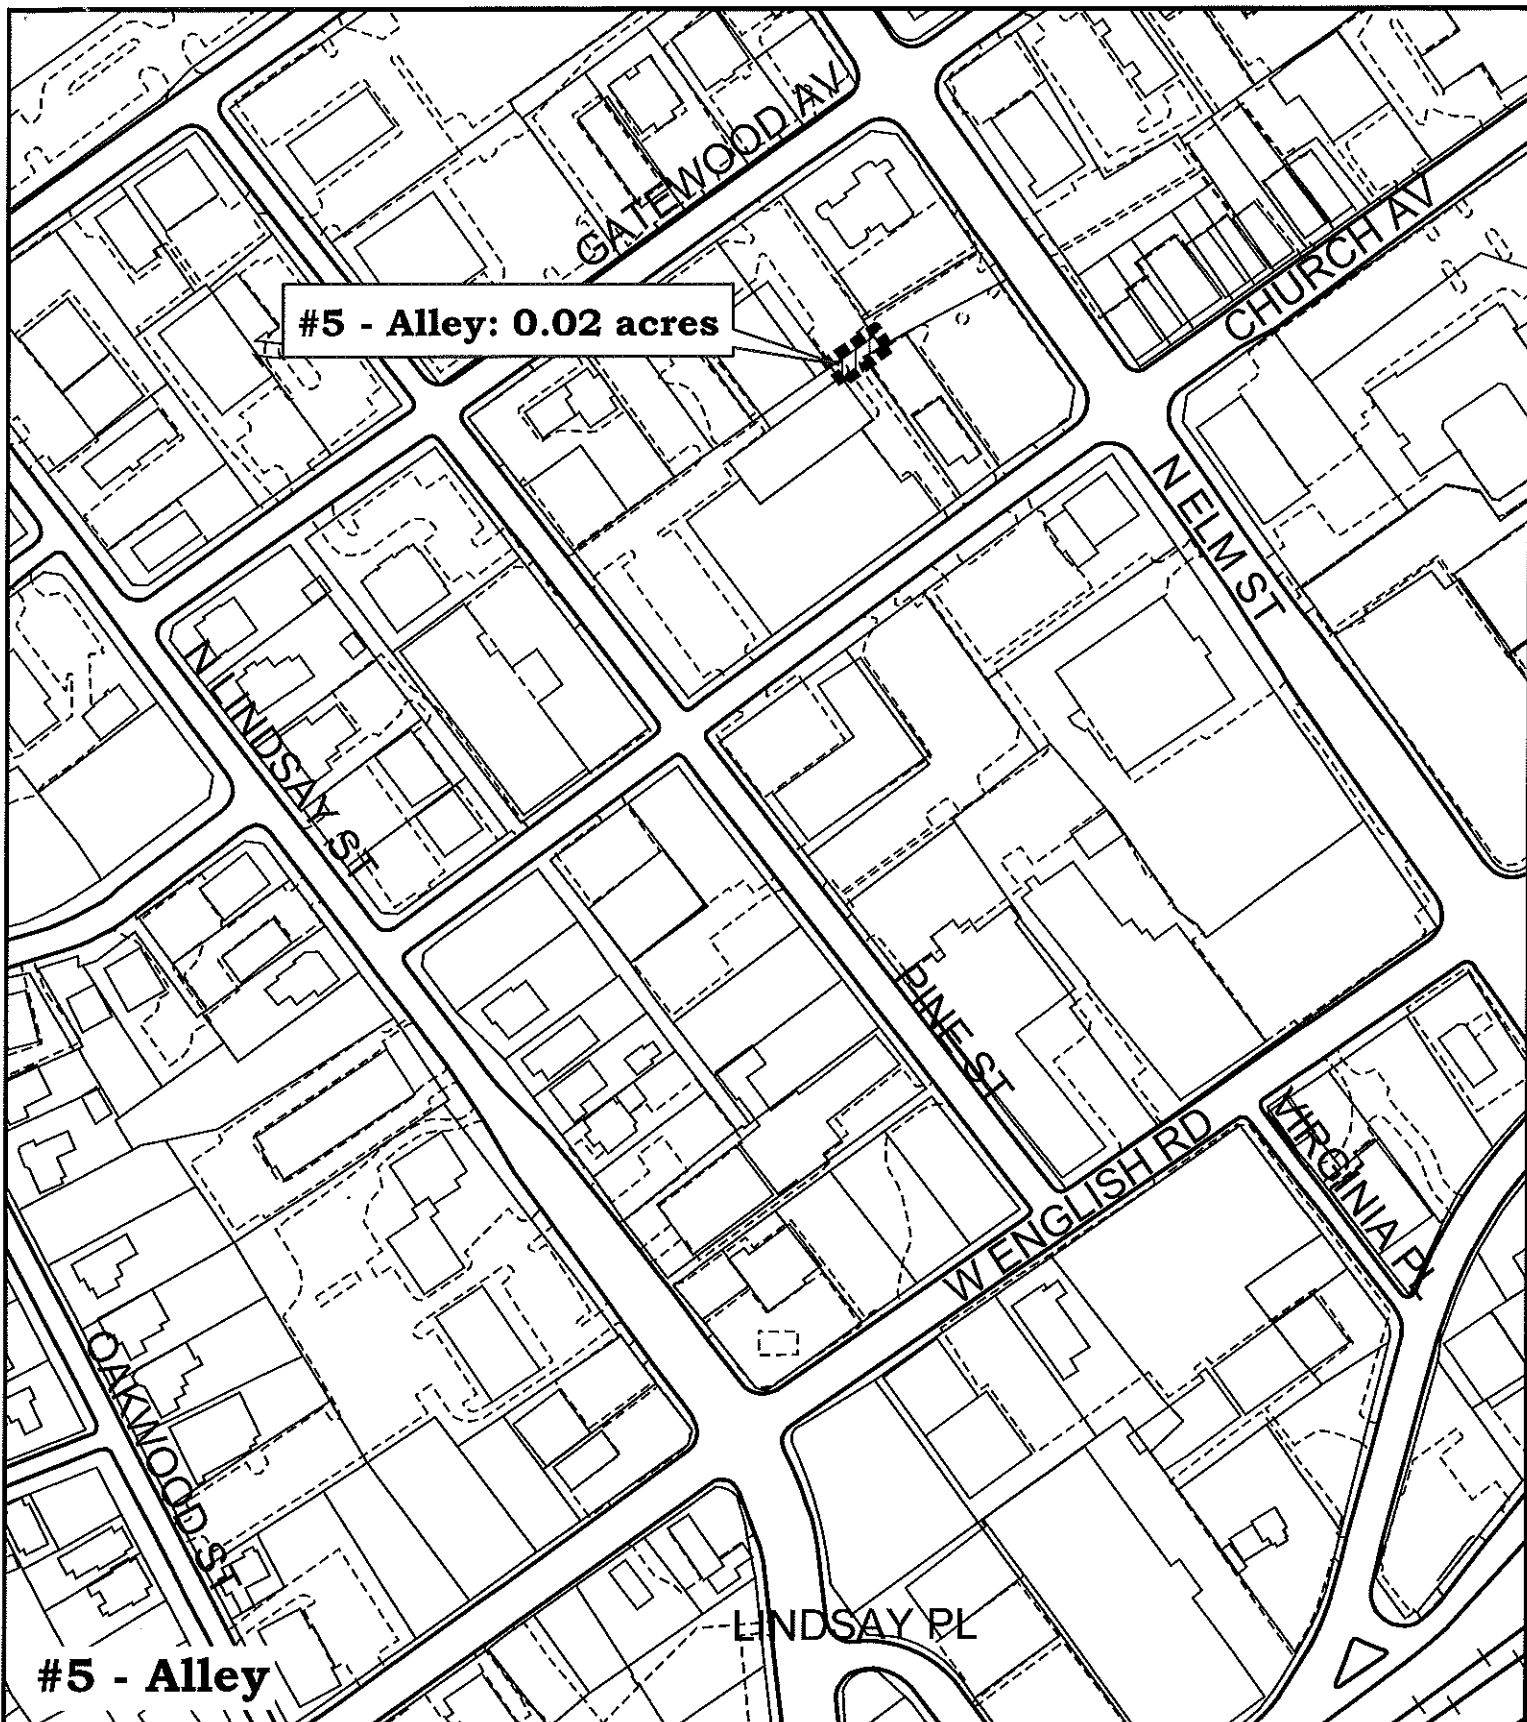 GATEWOOD AV
CHURCH AV
#5 - Alley: 0.02 acres
N ELM ST
N LINDSAY ST
PINE ST
W ENGLISH RD
VIRGINIA PL
OAKWOOD ST
LINDSAY PL
#5 - Alley